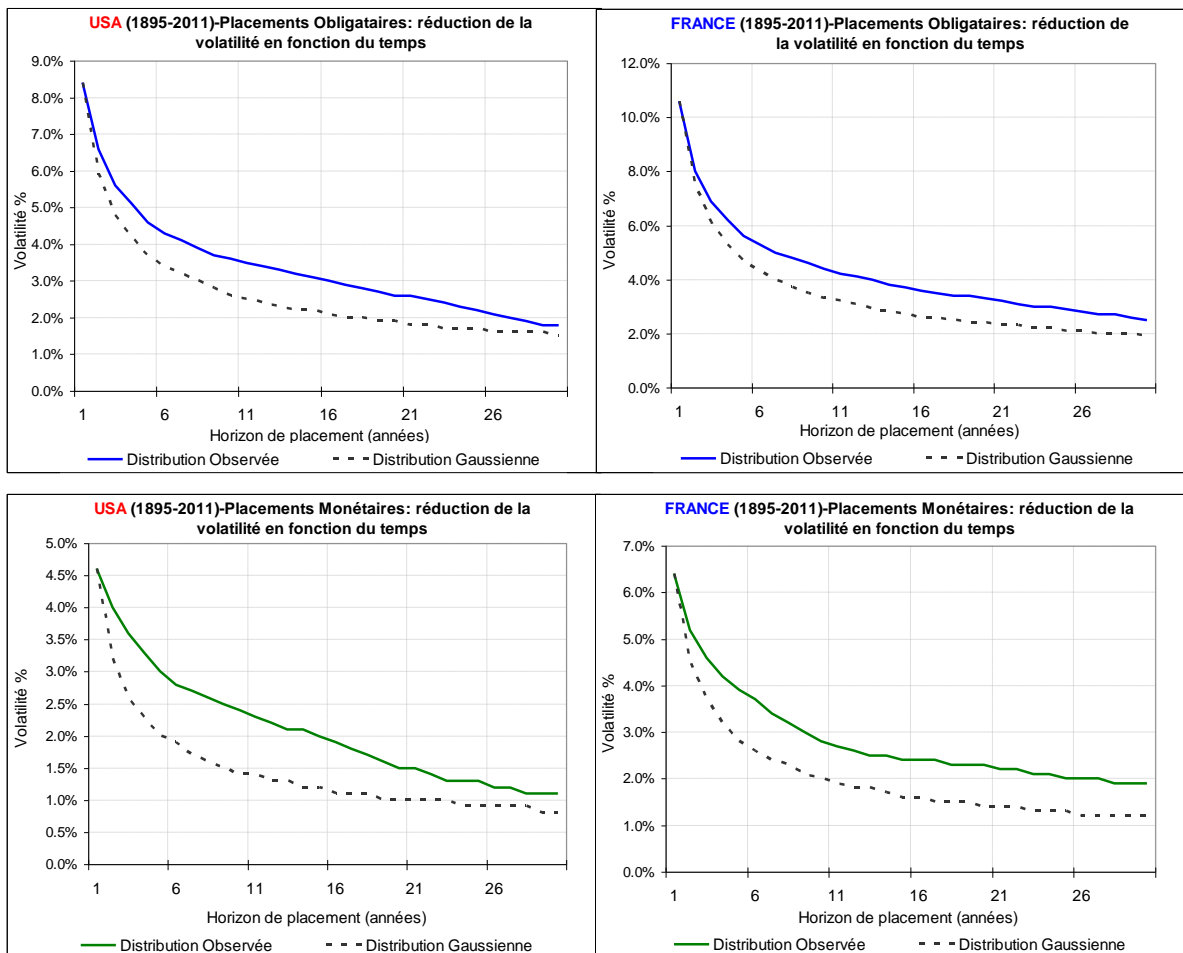 USA (1895-2011)-Placements Obligataires: réduction de la
volatilité en fonction du temps
9.0%
8.0%
7.0%
6.0%
5.0%
4.0%
3.0%
2.0%
1.0%
0.0%
Volatilité %
1 6 11 16 21 26
Horizon de placement (années)
Distribution Observée Distribution Gaussienne
FRANCE (1895-2011)-Placements Obligataires: réduction de
la volatilité en fonction du temps
12.0%
10.0%
8.0%
6.0%
4.0%
2.0%
0.0%
Volatilité %
1 6 11 16 21 26
Horizon de placement (années)
Distribution Observée Distribution Gaussienne
USA (1895-2011)-Placements Monétaires: réduction de la
volatilité en fonction du temps
5.0%
4.5%
4.0%
3.5%
3.0%
2.5%
2.0%
1.5%
1.0%
0.5%
0.0%
Volatilité %
1 6 11 16 21 26
Horizon de placement (années)
Distribution Observée Distribution Gaussienne
FRANCE (1895-2011)-Placements Monétaires: réduction de la
volatilité en fonction du temps
7.0%
6.0%
5.0%
4.0%
3.0%
2.0%
1.0%
0.0%
Volatilité %
1 6 11 16 21 26
Horizon de placement (années)
Distribution Observée Distribution Gaussienne